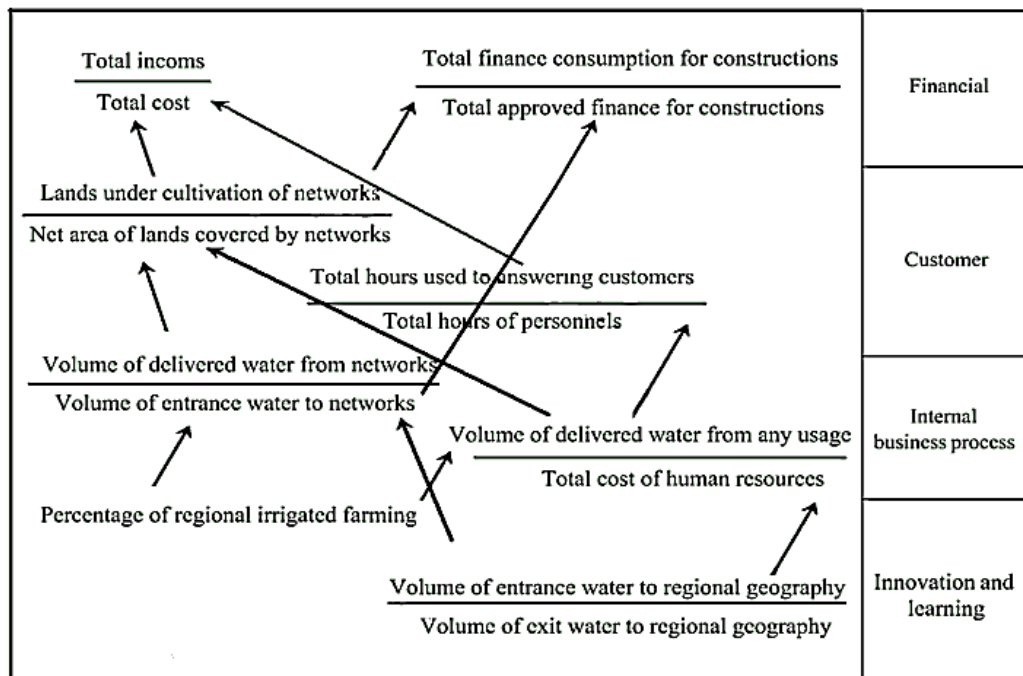 Total incoms
Total cost
Total finance consumption for constructions
Total approved finance for constructions
Financial
Lands under cultivation of networks
Net area of lands covered by networks
Total hours used to answering customers
Total hours of personnels
Customer
Volume of delivered water from networks
Volume of entrance water to networks
Volume of delivered water from any usage
Total cost of human resources
Internal
business process
Percentage of regional irrigated farming
Volume of entrance water to regional geography
Volume of exit water to regional geography
Innovation and
learning